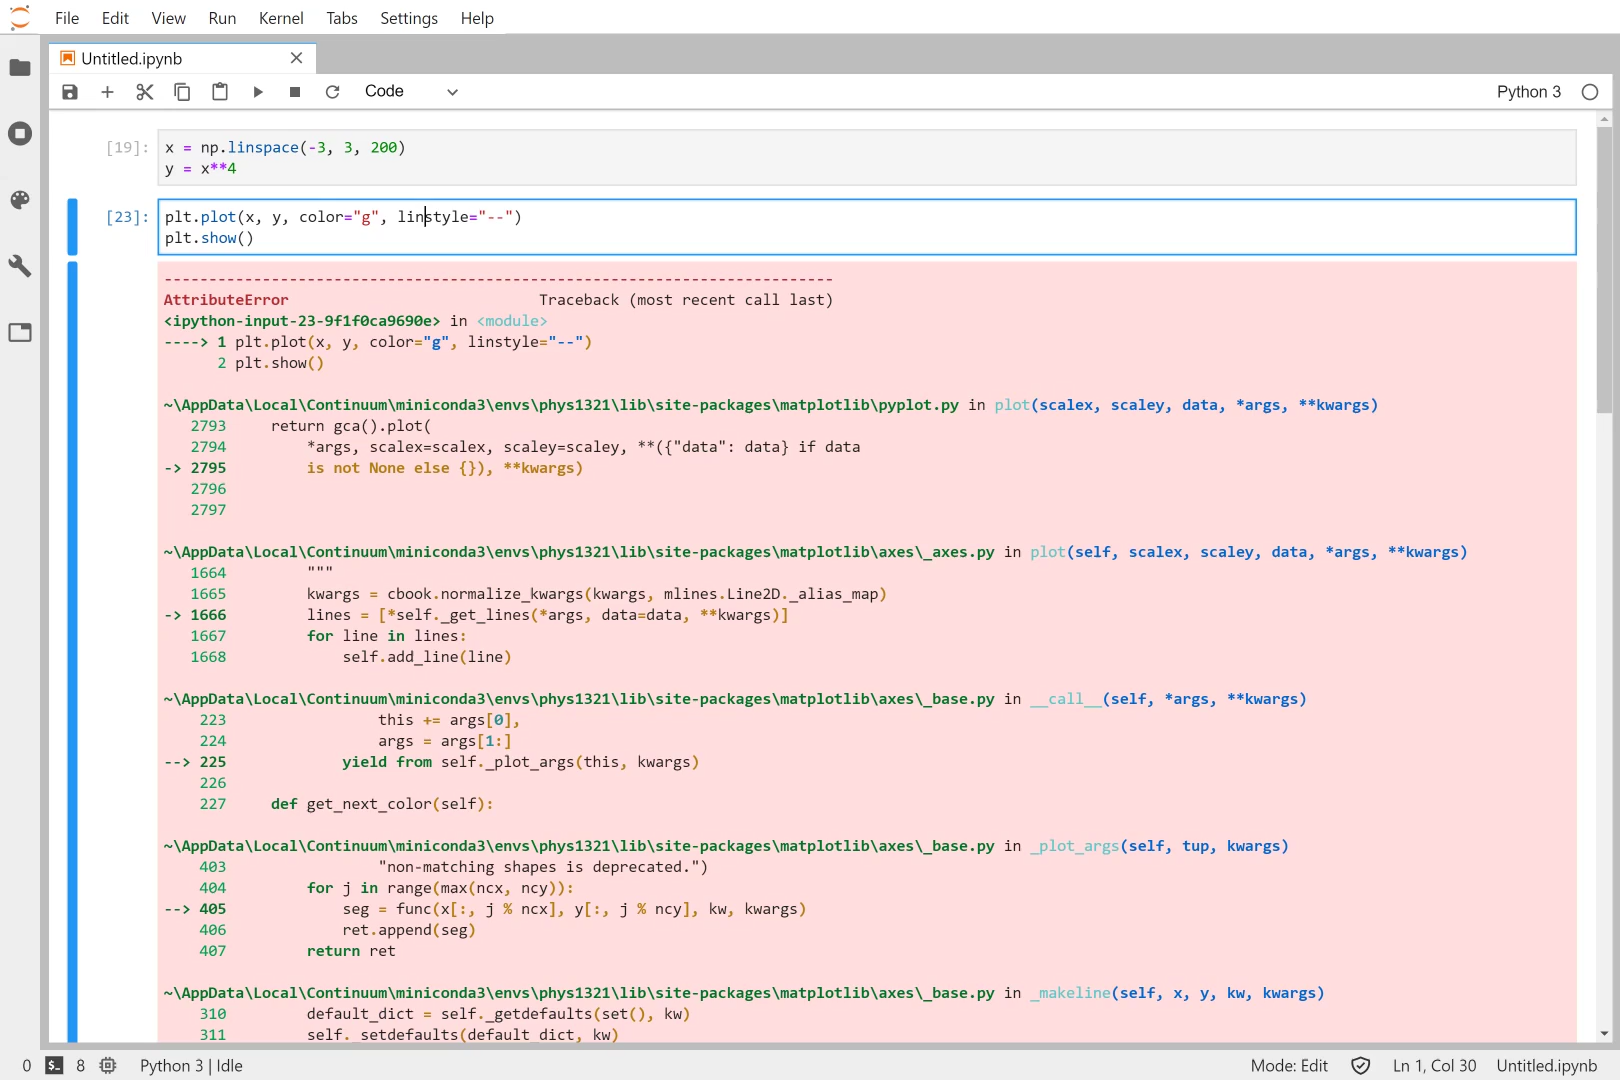 File Edit View Run Kernel Tabs Settings Help
Untitled.ipynb
Code
Python 3
[19]: x = np.linspace(-3, 3, 200)
y = x**4
[23]: plt.plot(x, y, color="g", linstyle="--")
plt.show()
---------------------------------------------------------------------------
AttributeError                            Traceback (most recent call last)
<ipython-input-23-9f1f0ca9690e> in <module>
----> 1 plt.plot(x, y, color="g", linstyle="--")
      2 plt.show()
~\AppData\Local\Continuum\miniconda3\envs\phys1321\lib\site-packages\matplotlib\pyplot.py in plot(scalex, scaley, data, *args, **kwargs)
   2793     return gca().plot(
   2794         *args, scalex=scalex, scaley=scaley, **({"data": data} if data
-> 2795         is not None else {}), **kwargs)
   2796
   2797
~\AppData\Local\Continuum\miniconda3\envs\phys1321\lib\site-packages\matplotlib\axes\_axes.py in plot(self, scalex, scaley, data, *args, **kwargs)
   1664         """
   1665         kwargs = cbook.normalize_kwargs(kwargs, mlines.Line2D._alias_map)
-> 1666         lines = [*self._get_lines(*args, data=data, **kwargs)]
   1667         for line in lines:
   1668             self.add_line(line)
~\AppData\Local\Continuum\miniconda3\envs\phys1321\lib\site-packages\matplotlib\axes\_base.py in __call__(self, *args, **kwargs)
    223                 this += args[0],
    224                 args = args[1:]
--> 225             yield from self._plot_args(this, kwargs)
    226
    227     def get_next_color(self):
~\AppData\Local\Continuum\miniconda3\envs\phys1321\lib\site-packages\matplotlib\axes\_base.py in _plot_args(self, tup, kwargs)
    403                 "non-matching shapes is deprecated.")
    404         for j in range(max(ncx, ncy)):
--> 405             seg = func(x[:, j % ncx], y[:, j % ncy], kw, kwargs)
    406             ret.append(seg)
    407         return ret
~\AppData\Local\Continuum\miniconda3\envs\phys1321\lib\site-packages\matplotlib\axes\_base.py in _makeline(self, x, y, kw, kwargs)
    310         default_dict = self._getdefaults(set(), kw)
    311         self._setdefaults(default_dict, kw)
0 $_ 8 Python 3 | Idle Mode: Edit Ln 1, Col 30 Untitled.ipynb